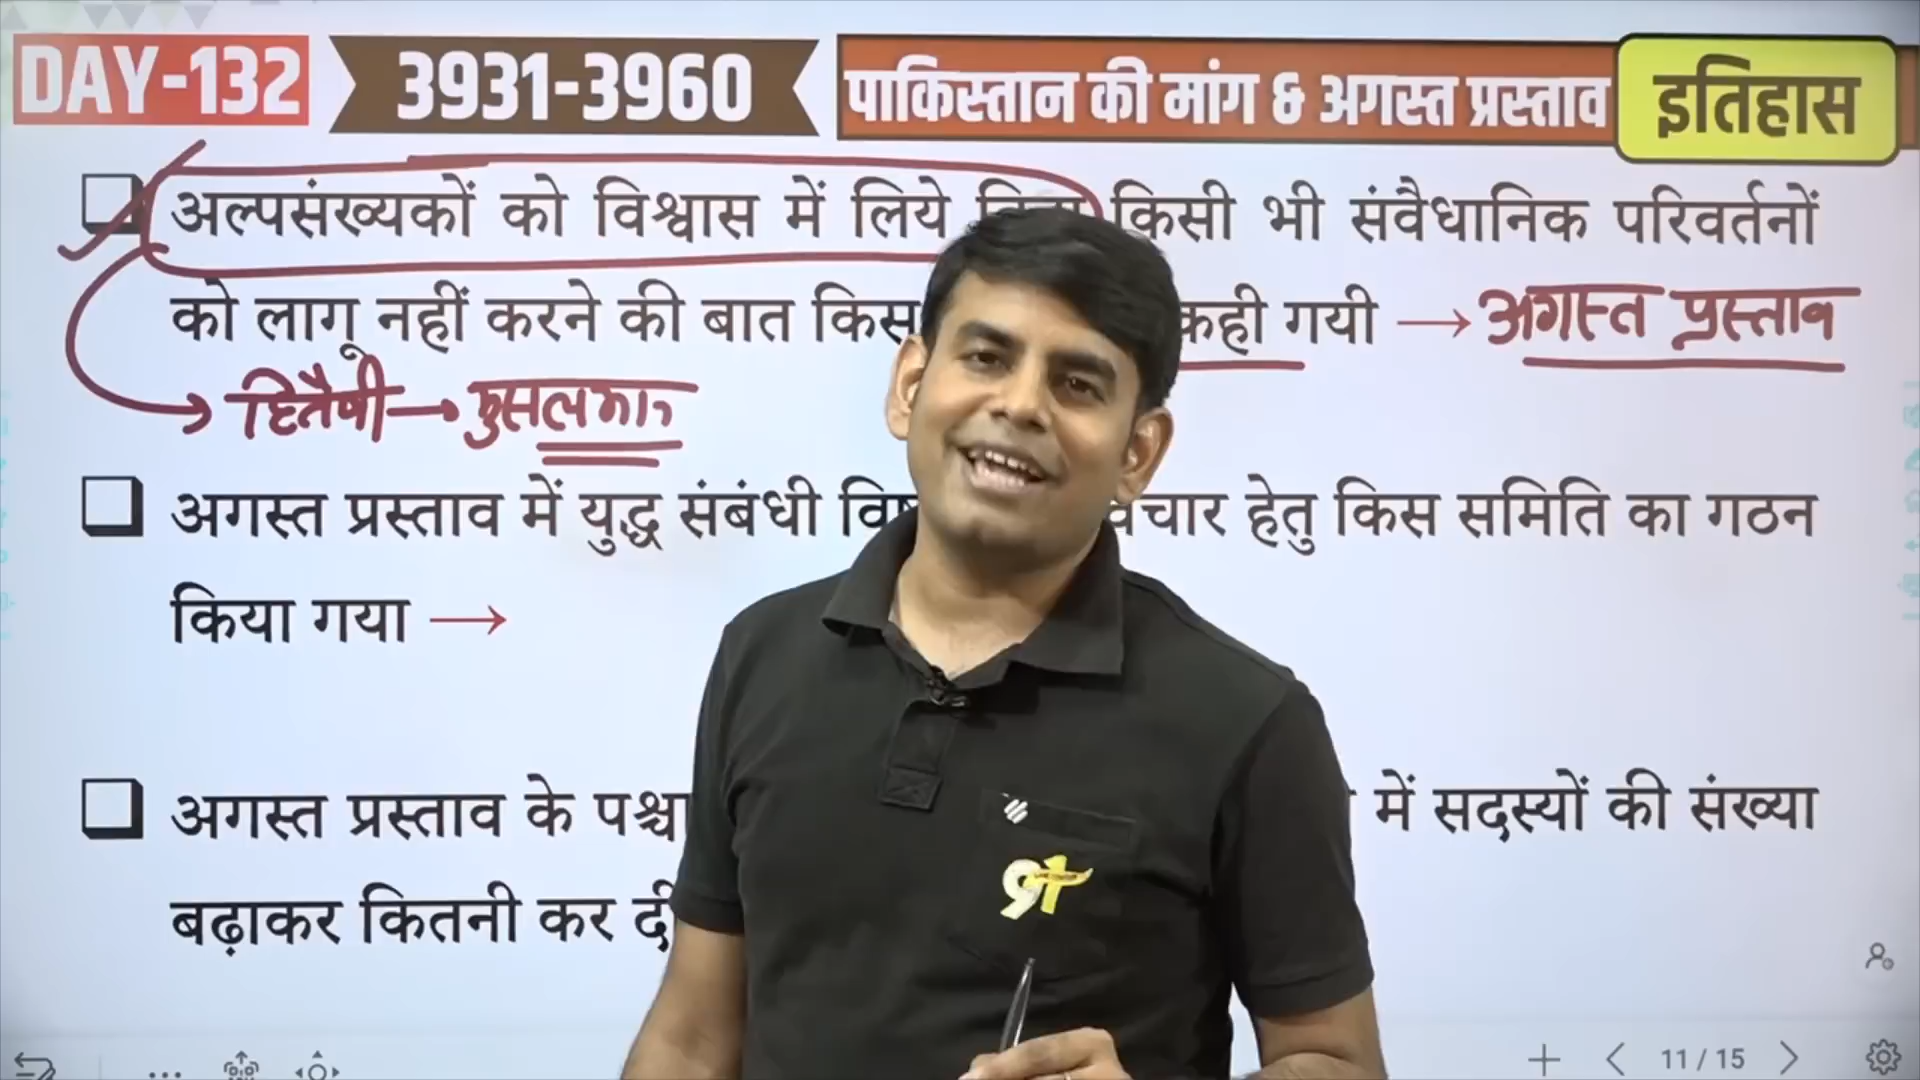 DAY-132 3931-3960 पाकिस्तान की मांग & अगस्त प्रस्ताव इतिहास
अल्पसंख्यकों को विश्वास में लिये किसी भी संवैधानिक परिवर्तनों
को लागू नहीं करने की बात किस कही गयी → अगस्त प्रस्ताव
→ हितैषी → मुसलमान
अगस्त प्रस्ताव में युद्ध संबंधी हेतु किस समिति का गठन
किया गया →
अगस्त प्रस्ताव के में सदस्यों की संख्या
बढ़ाकर कितनी कर
11 / 15